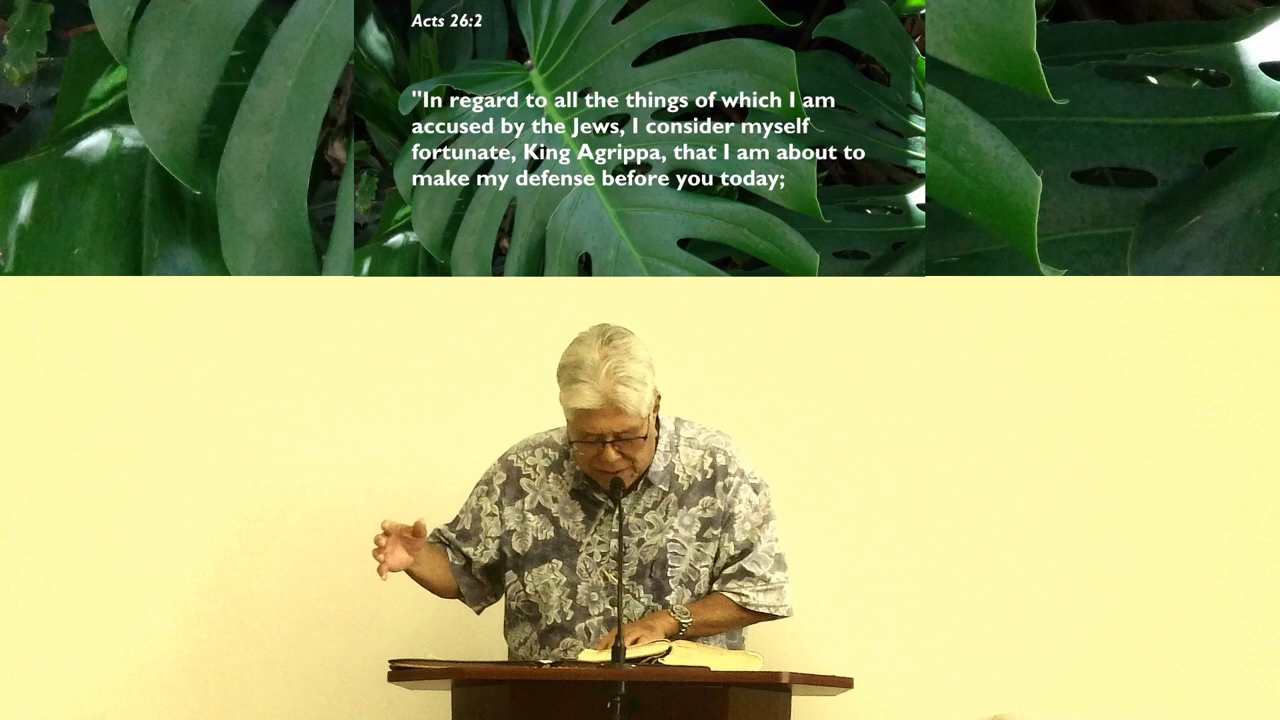 Acts 26:2
"In regard to all the things of which I am
accused by the Jews, I consider myself
fortunate, King Agrippa, that I am about to
make my defense before you today;